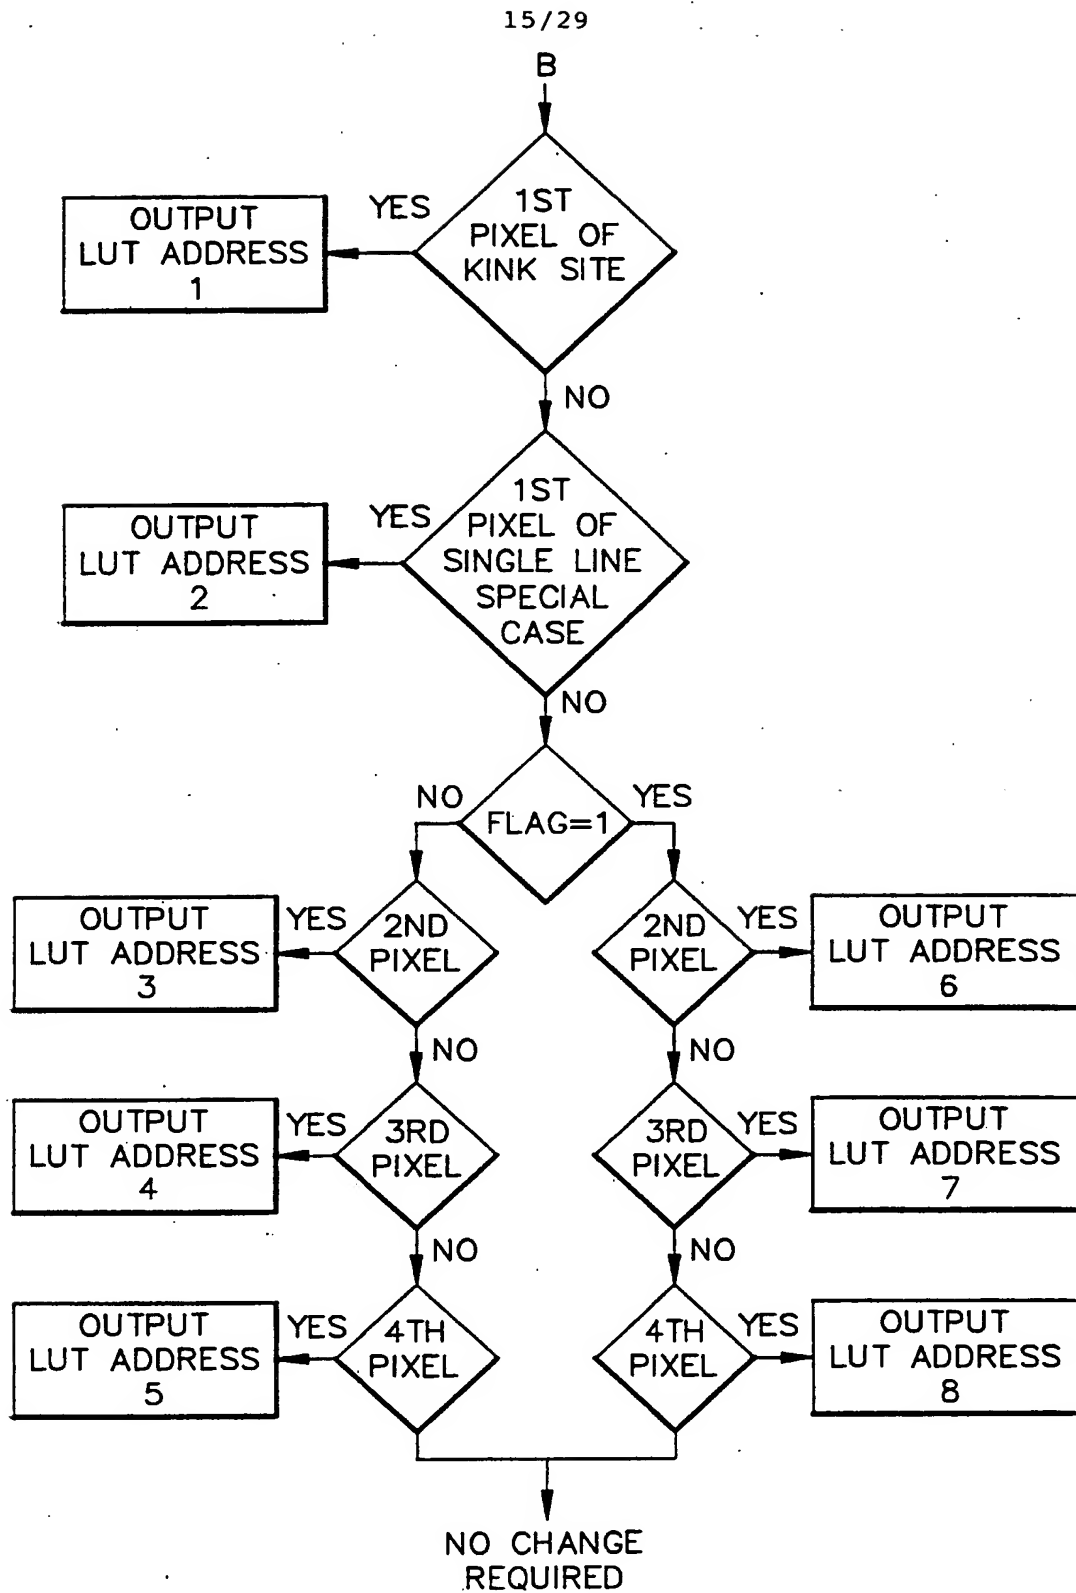 15/29
B
1ST
PIXEL OF
KINK SITE
YES
OUTPUT
LUT ADDRESS
1
NO
1ST
PIXEL OF
SINGLE LINE
SPECIAL
CASE
YES
OUTPUT
LUT ADDRESS
2
NO
FLAG=1
NO
YES
2ND
PIXEL
YES
OUTPUT
LUT ADDRESS
3
NO
3RD
PIXEL
YES
OUTPUT
LUT ADDRESS
4
NO
4TH
PIXEL
YES
OUTPUT
LUT ADDRESS
5
2ND
PIXEL
YES
OUTPUT
LUT ADDRESS
6
NO
3RD
PIXEL
YES
OUTPUT
LUT ADDRESS
7
NO
4TH
PIXEL
YES
OUTPUT
LUT ADDRESS
8
NO CHANGE
REQUIRED